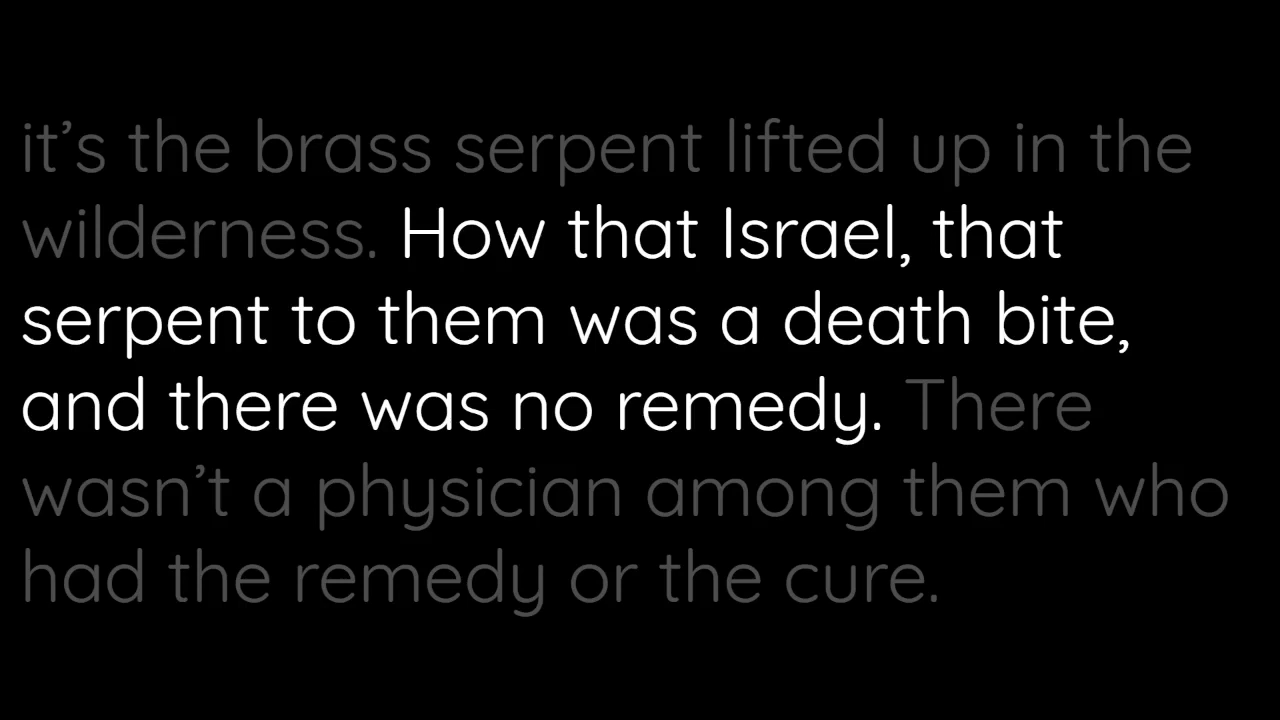 it’s the brass serpent lifted up in the
wilderness. How that Israel, that
serpent to them was a death bite,
and there was no remedy. There
wasn’t a physician among them who
had the remedy or the cure.